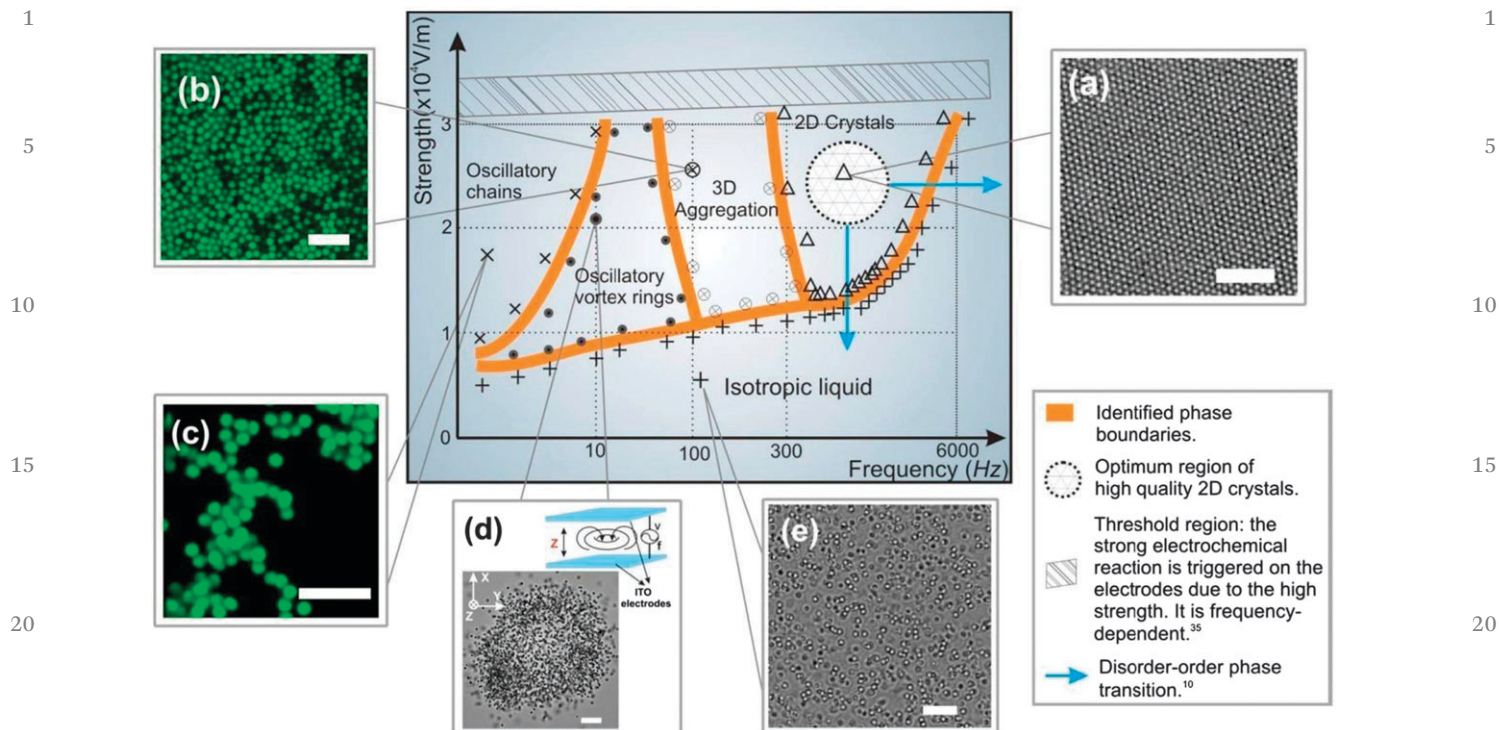 1
5
10
15
20
1
5
10
15
20
Strength(x10⁴V/m)
3
2
1
0
10
100
300
6000
Frequency (Hz)
Oscillatory
chains
Oscillatory
vortex rings
3D
Aggregation
2D Crystals
Isotropic liquid
(b)
(a)
(c)
(d)
Z
V
f
ITO
electrodes
X
Y
Z
(e)
Identified phase
boundaries.
Optimum region of
high quality 2D crystals.
Threshold region: the
strong electrochemical
reaction is triggered on the
electrodes due to the high
strength. It is frequency-
dependent.³⁵
Disorder-order phase
transition.¹⁰